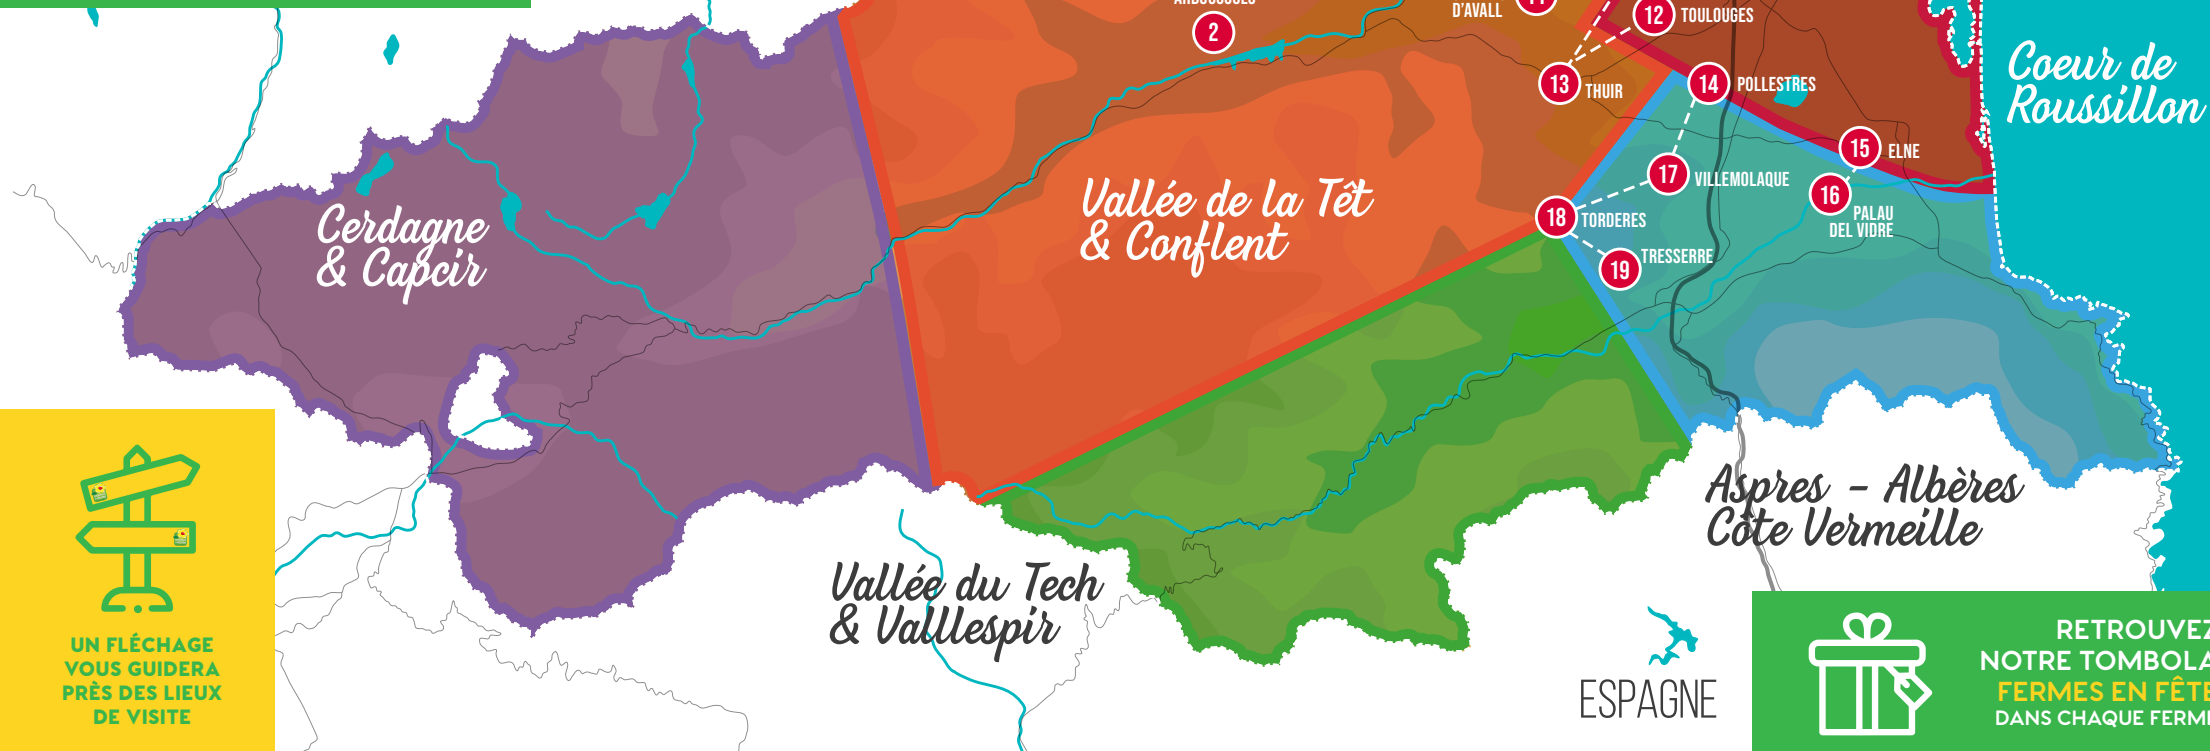 D'AVALL
2
11
12 TOULOUGES
13 THUIR
14 POLLESTRES
Coeur de
Roussillon
15 ELNE
16 PALAU
DEL VIDRE
17 VILLEMOLAQUE
18 TORDERES
19 TRESSERRE
Cerdagne
& Capcir
Vallée de la Têt
& Conflent
Aspres - Albères
Côte Vermeille
Vallée du Tech
& Valllespir
ESPAGNE
UN FLÉCHAGE
VOUS GUIDERA
PRÈS DES LIEUX
DE VISITE
RETROUVEZ
NOTRE TOMBOLA
FERMES EN FÊTE
DANS CHAQUE FERME